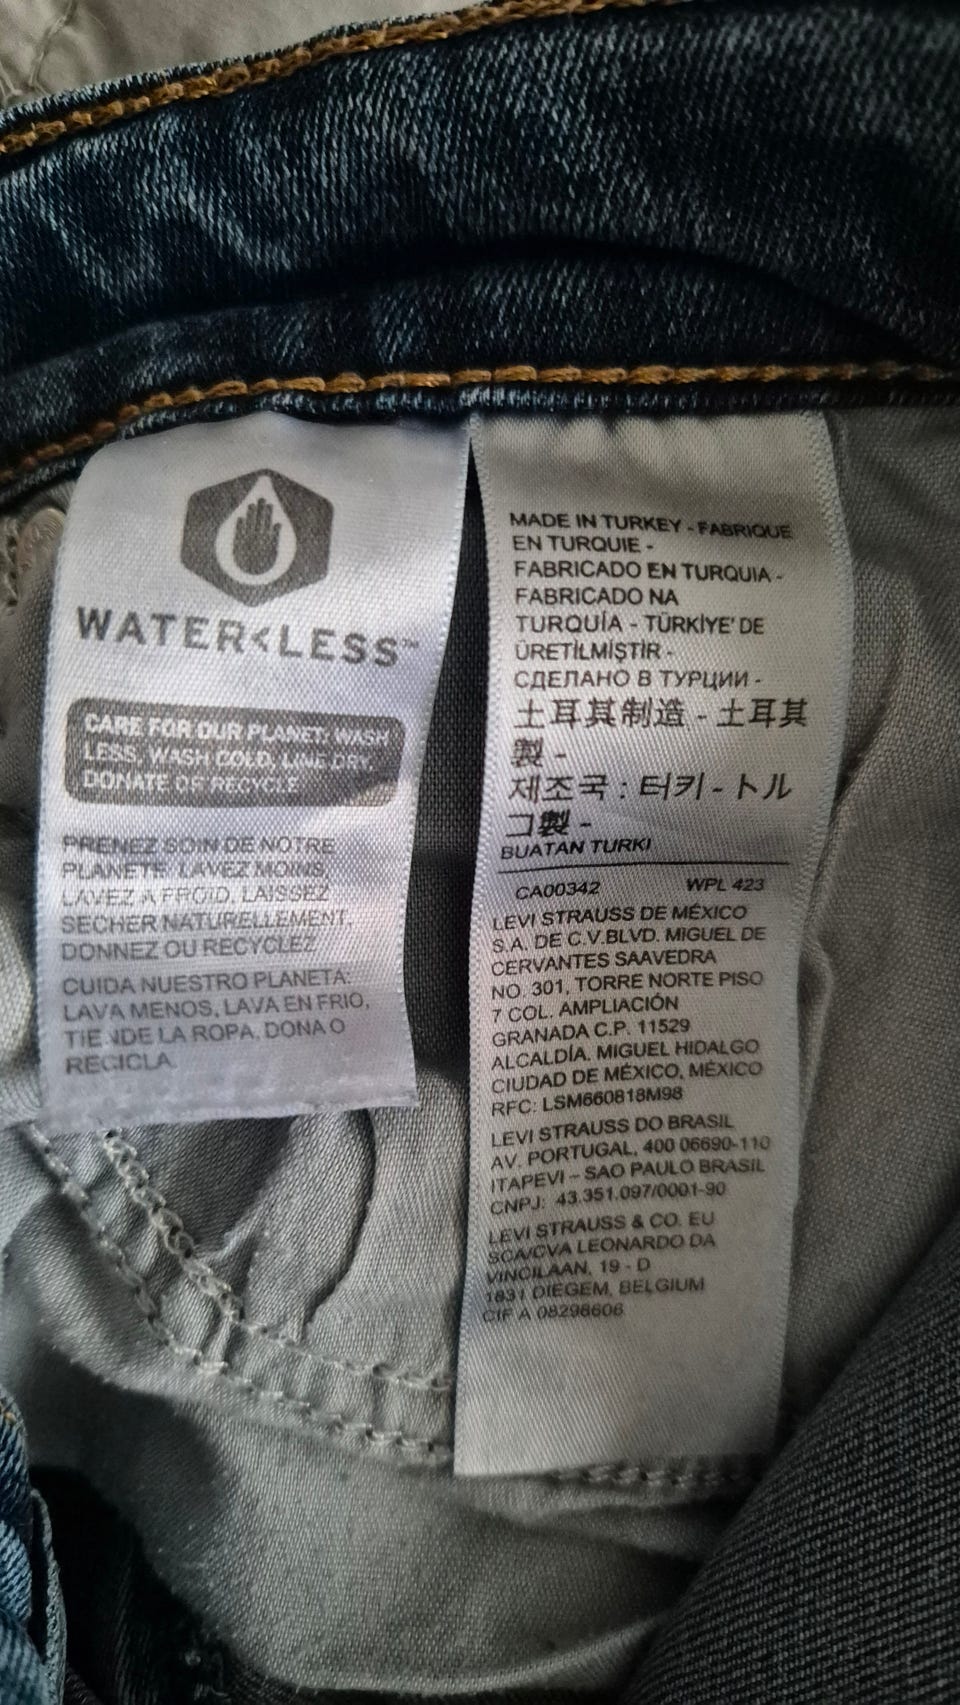 WATER<LESS™
CARE FOR OUR PLANET: WASH
LESS, WASH COLD, LINE DRY,
DONATE OR RECYCLE
PRENEZ SOIN DE NOTRE
PLANETE: LAVEZ MOINS,
LAVEZ A FROID, LAISSEZ
SECHER NATURELLEMENT.
DONNEZ OU RECYCLEZ
CUIDA NUESTRO PLANETA:
LAVA MENOS, LAVA EN FRIO,
TIENDE LA ROPA, DONA O
RECICLA.
MADE IN TURKEY - FABRIQUE
EN TURQUIE -
FABRICADO EN TURQUIA -
FABRICADO NA
TURQUÍA - TÜRKİYE'DE
ÜRETİLMİŞTİR -
СДЕЛАНО В ТУРЦИИ -
土耳其制造 - 土耳其
製 -
제조국 : 터키 - トル
コ製 -
BUATAN TURKI
CA00342 WPL 423
LEVI STRAUSS DE MÉXICO
S.A. DE C.V.BLVD. MIGUEL DE
CERVANTES SAAVEDRA
NO. 301, TORRE NORTE PISO
7 COL. AMPLIACIÓN
GRANADA C.P. 11529
ALCALDÍA. MIGUEL HIDALGO
CIUDAD DE MÉXICO, MÉXICO
RFC: LSM660818M98
LEVI STRAUSS DO BRASIL
AV. PORTUGAL, 400 06690-110
ITAPEVI – SAO PAULO BRASIL
CNPJ: 43.351.097/0001-90
LEVI STRAUSS & CO. EU
SCA/CVA LEONARDO DA
VINCILAAN, 19 - D
1831 DIEGEM, BELGIUM
CIF A 08298606